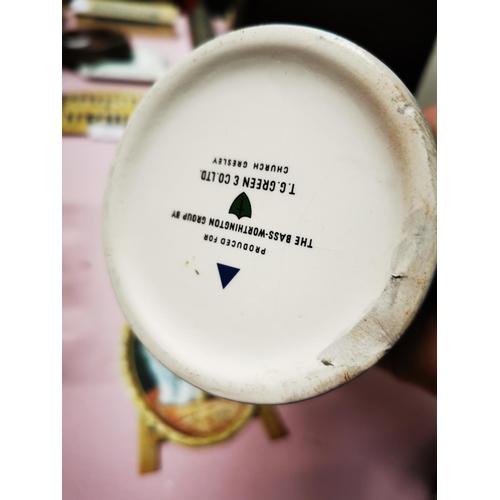 PRODUCED FOR
THE BASS-WORTHINGTON GROUP BY
T.G.GREEN & CO.LTD.
CHURCH GRESLEY